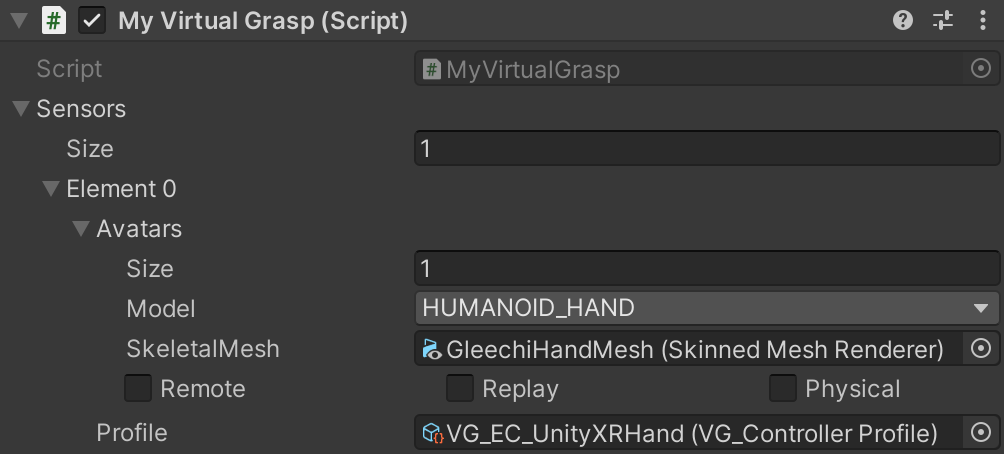 My Virtual Grasp (Script)
Script MyVirtualGrasp
Sensors
Size 1
Element 0
Avatars
Size 1
Model HUMANOID_HAND
SkeletalMesh GleechiHandMesh (Skinned Mesh Renderer)
Remote Replay Physical
Profile VG_EC_UnityXRHand (VG_Controller Profile)